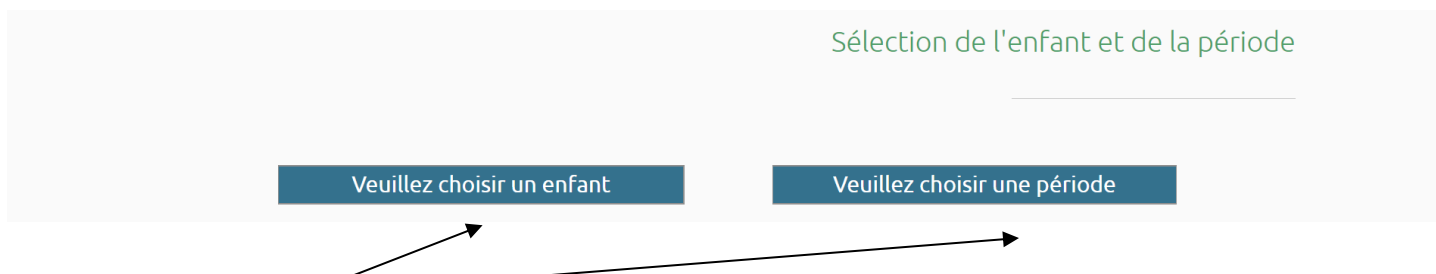 Sélection de l'enfant et de la période
Veuillez choisir un enfant
Veuillez choisir une période